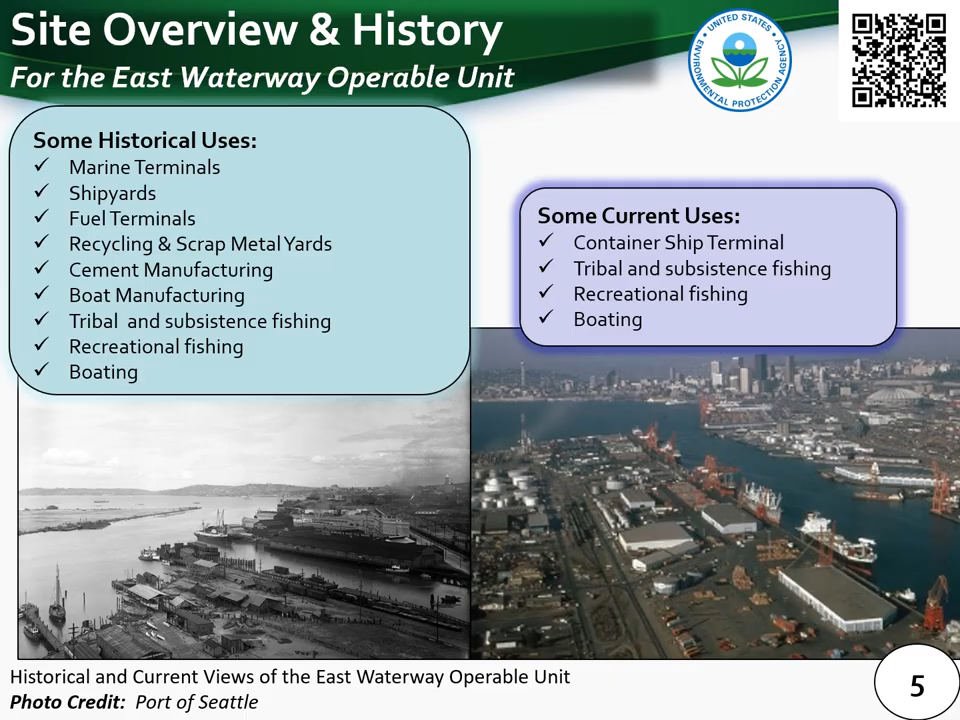 Site Overview & History
For the East Waterway Operable Unit
UNITED STATES
ENVIRONMENTAL PROTECTION AGENCY
Some Historical Uses:
✓ Marine Terminals
✓ Shipyards
✓ Fuel Terminals
✓ Recycling & Scrap Metal Yards
✓ Cement Manufacturing
✓ Boat Manufacturing
✓ Tribal and subsistence fishing
✓ Recreational fishing
✓ Boating
Some Current Uses:
✓ Container Ship Terminal
✓ Tribal and subsistence fishing
✓ Recreational fishing
✓ Boating
Historical and Current Views of the East Waterway Operable Unit
Photo Credit: Port of Seattle
5